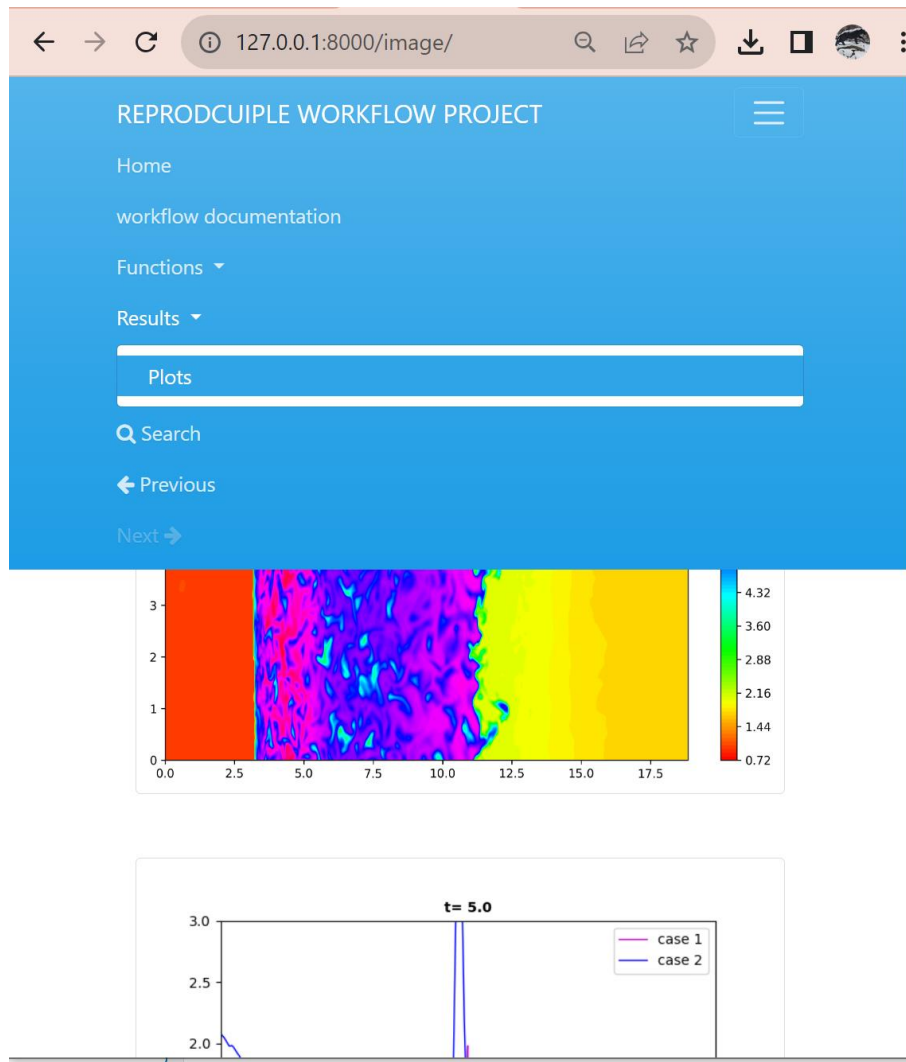 127.0.0.1:8000/image/
REPRODCUIPLE WORKFLOW PROJECT
Home
workflow documentation
Functions
Results
Plots
Search
Previous
Next
3
2
1
0
0.0 2.5 5.0 7.5 10.0 12.5 15.0 17.5
4.32
3.60
2.88
2.16
1.44
0.72
t= 5.0
3.0
2.5
2.0
case 1
case 2